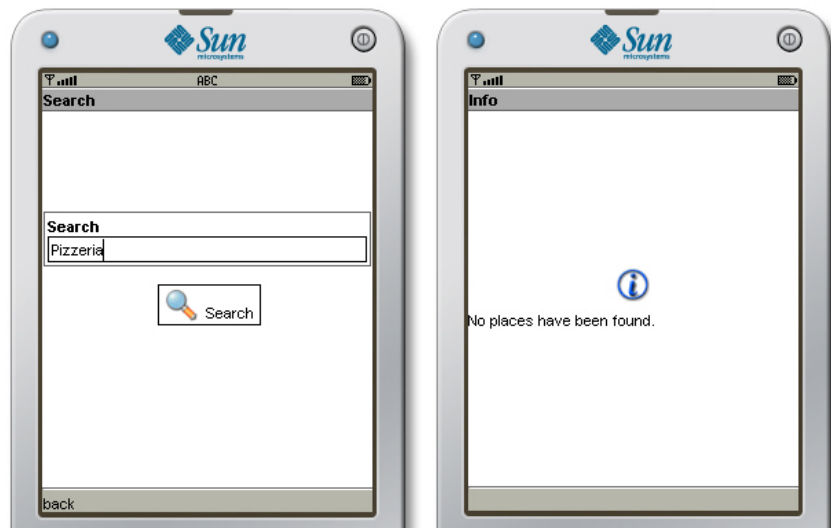 Sun
microsystems
ABC
Search
Search
Pizzeria
Search
back
Sun
microsystems
Info
No places have been found.